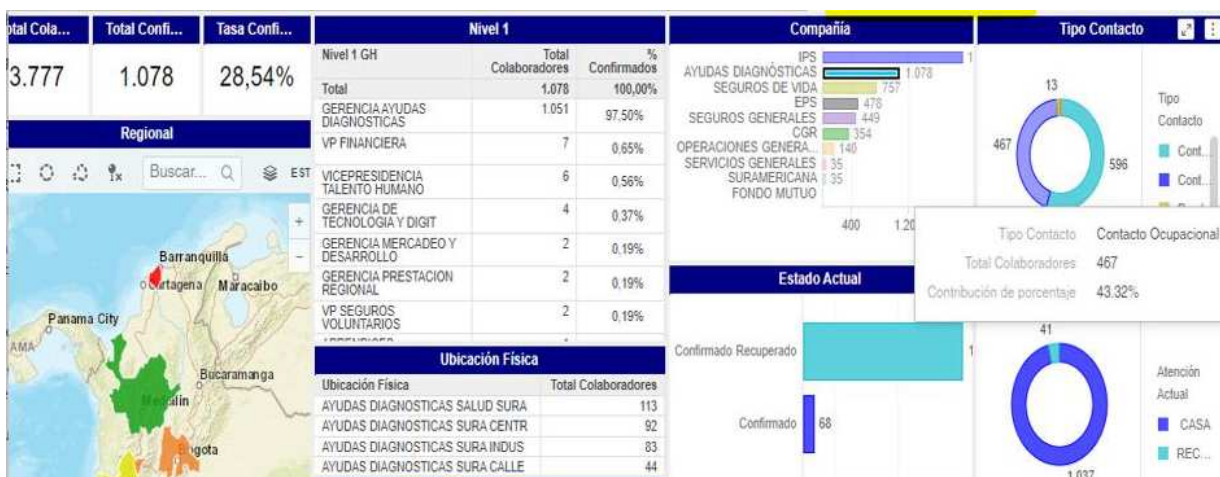 otal Cola...
Total Confi...
Tasa Confi...
3.777
1.078
28,54%
Regional
Buscar...
EST
+
−
Barranquilla
Cartagena
Maracaibo
Panama City
AMA
Bucaramanga
Medellin
Bogota
Nivel 1
Nivel 1 GH Total Colaboradores % Confirmados
Total 1.078 100,00%
GERENCIA AYUDAS DIAGNOSTICAS 1.051 97,50%
VP FINANCIERA 7 0,65%
VICEPRESIDENCIA TALENTO HUMANO 6 0,56%
GERENCIA DE TECNOLOGIA Y DIGIT 4 0,37%
GERENCIA MERCADEO Y DESARROLLO 2 0,19%
GERENCIA PRESTACION REGIONAL 2 0,19%
VP SEGUROS VOLUNTARIOS 2 0,19%
Ubicación Física
Ubicación Física Total Colaboradores
AYUDAS DIAGNOSTICAS SALUD SURA 113
AYUDAS DIAGNOSTICAS SURA CENTR 92
AYUDAS DIAGNOSTICAS SURA INDUS 83
AYUDAS DIAGNOSTICAS SURA CALLE 44
Compañía
IPS 1
AYUDAS DIAGNÓSTICAS 1.078
SEGUROS DE VIDA 757
EPS 478
SEGUROS GENERALES 449
CGR 354
OPERACIONES GENERA... 140
SERVICIOS GENERALES 35
SURAMERICANA 35
FONDO MUTUO
400 1.20
Estado Actual
Confirmado Recuperado 1
Confirmado 68
Tipo Contacto
13
467
596
Tipo
Contacto
Cont...
Cont...
Tipo Contacto Contacto Ocupacional
Total Colaboradores 467
Contribución de porcentaje 43.32%
41
1.037
Atención
Actual
CASA
REC...